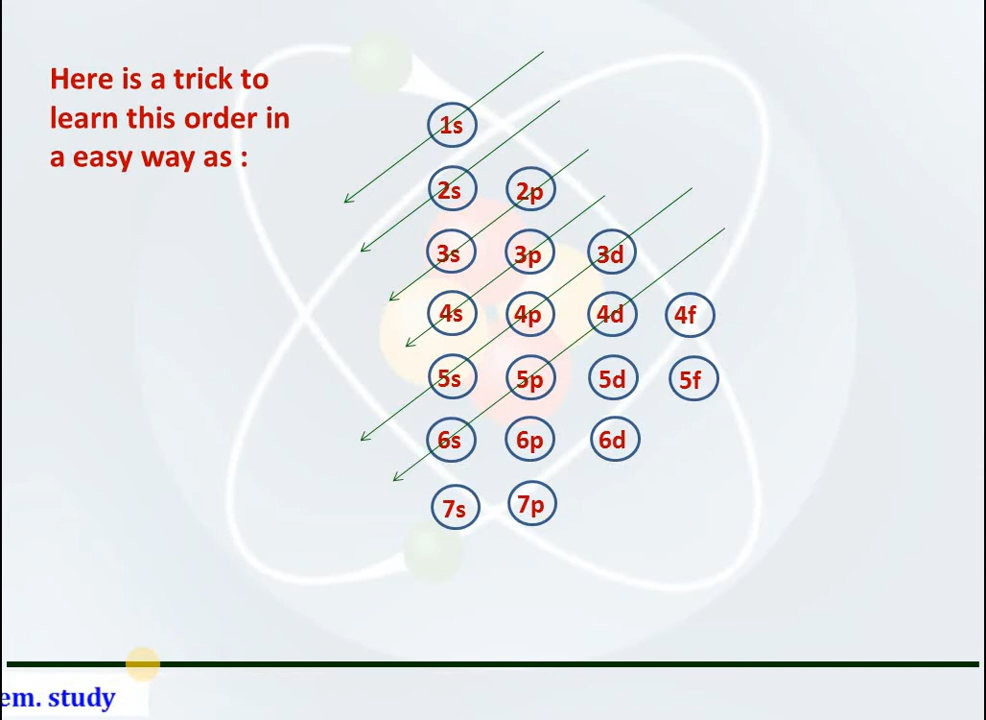 Here is a trick to
learn this order in
a easy way as :
1s
2s 2p
3s 3p 3d
4s 4p 4d 4f
5s 5p 5d 5f
6s 6p 6d
7s 7p
em. study